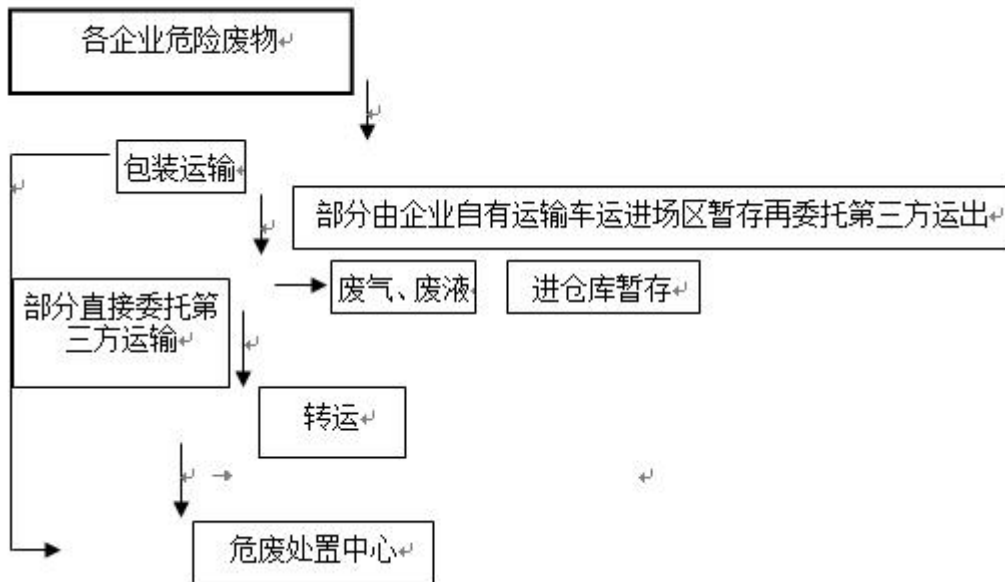 各企业危险废物
包装运输
部分由企业自有运输车运进场区暂存再委托第三方运出
废气、废液
进仓库暂存
部分直接委托第
三方运输
转运
危废处置中心